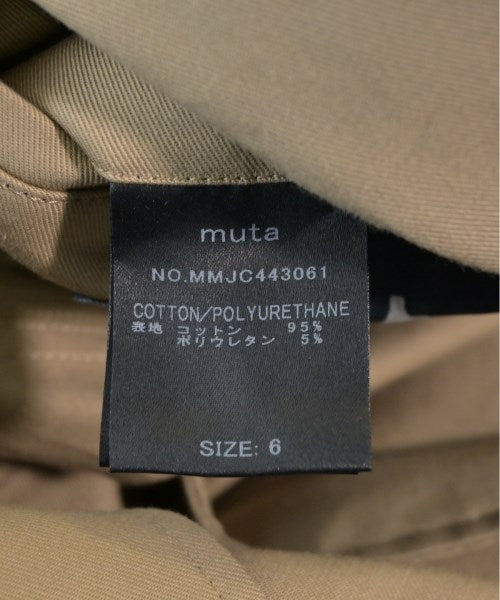 muta
NO.MMJC443061
COTTON/POLYURETHANE
表地 コットン 95%
ポリウレタン 5%
SIZE: 6